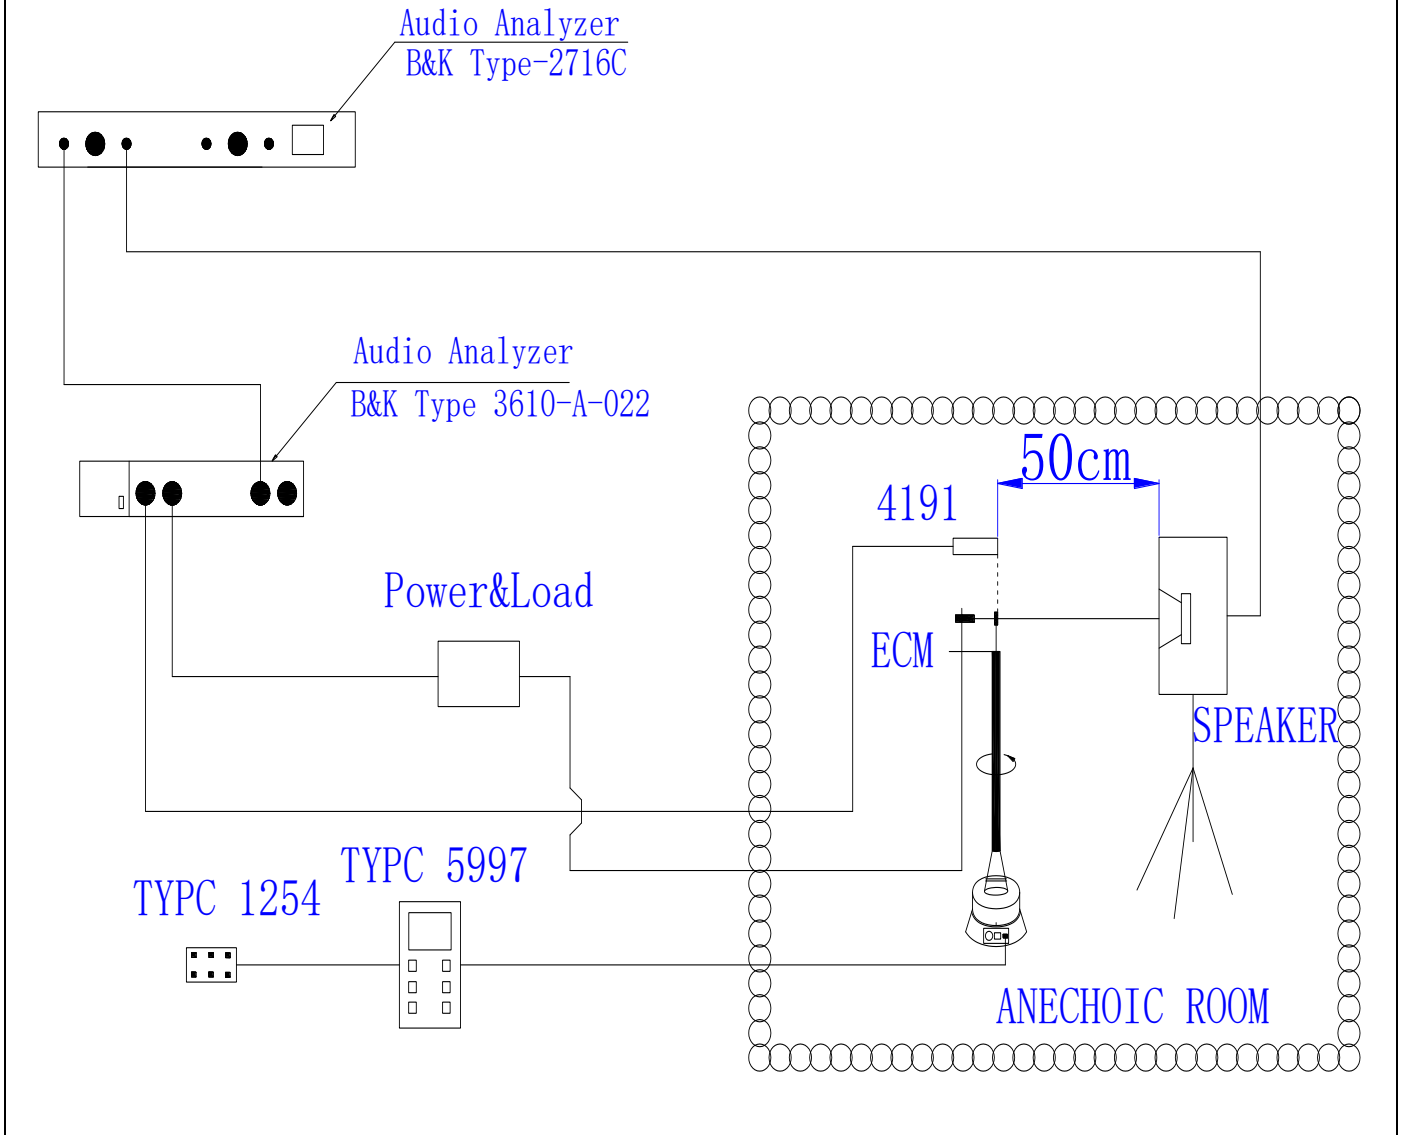 Audio Analyzer
B&K Type-2716C
Audio Analyzer
B&K Type 3610-A-022
50cm
4191
Power&Load
ECM
SPEAKER
TYPC 5997
TYPC 1254
ANECHOIC ROOM